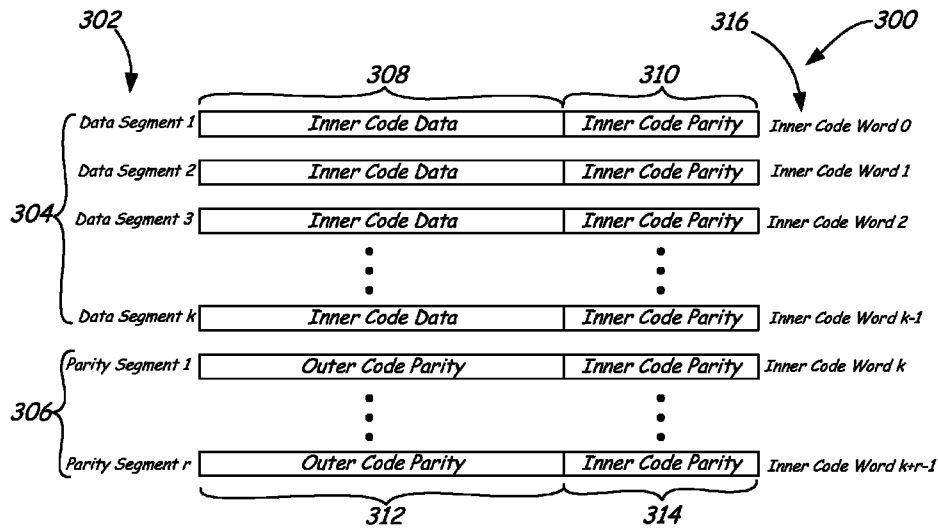 302
316
300
308
310
Data Segment 1 Inner Code Data Inner Code Parity Inner Code Word 0
Data Segment 2 Inner Code Data Inner Code Parity Inner Code Word 1
304
Data Segment 3 Inner Code Data Inner Code Parity Inner Code Word 2
Data Segment k Inner Code Data Inner Code Parity Inner Code Word k-1
Parity Segment 1 Outer Code Parity Inner Code Parity Inner Code Word k
306
Parity Segment r Outer Code Parity Inner Code Parity Inner Code Word k+r-1
312
314